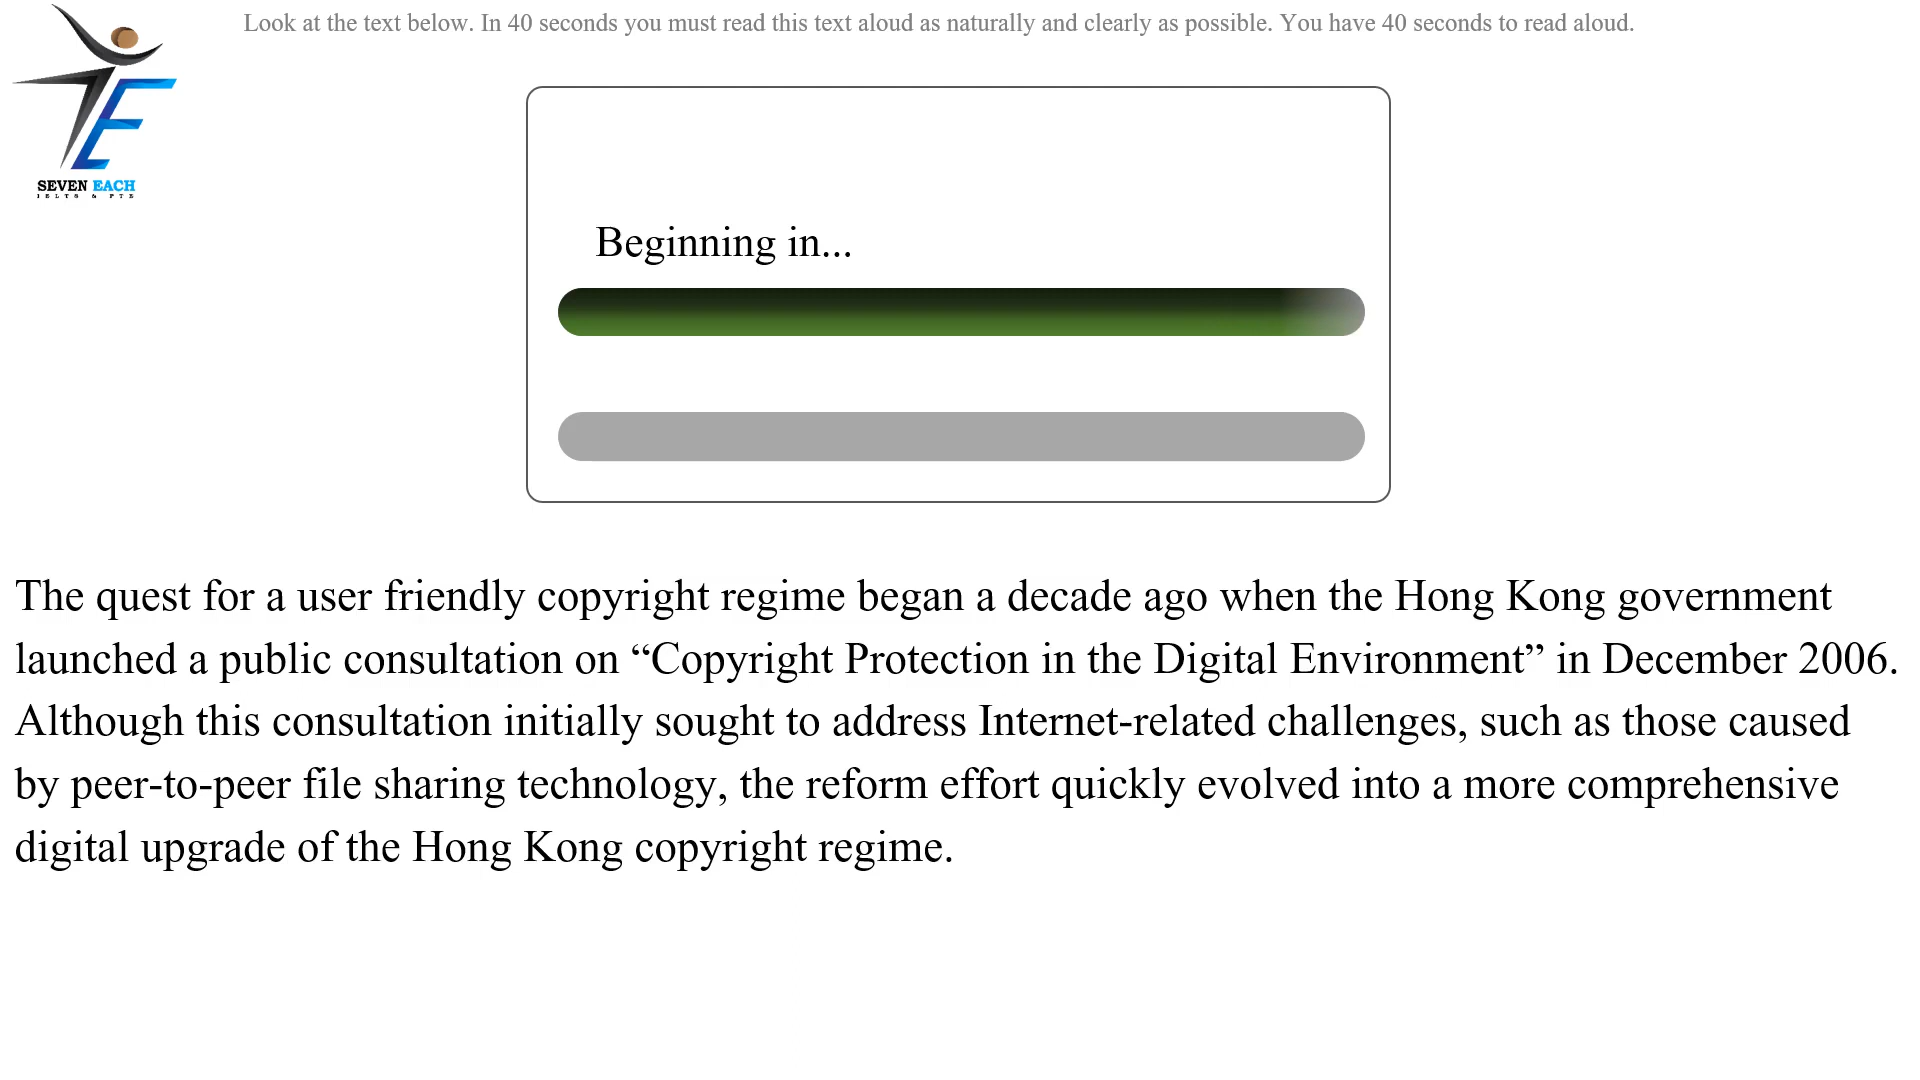 Look at the text below. In 40 seconds you must read this text aloud as naturally and clearly as possible. You have 40 seconds to read aloud.
SEVEN EACH
IELTS & PTE
Beginning in...
The quest for a user friendly copyright regime began a decade ago when the Hong Kong government
launched a public consultation on “Copyright Protection in the Digital Environment” in December 2006.
Although this consultation initially sought to address Internet-related challenges, such as those caused
by peer-to-peer file sharing technology, the reform effort quickly evolved into a more comprehensive
digital upgrade of the Hong Kong copyright regime.